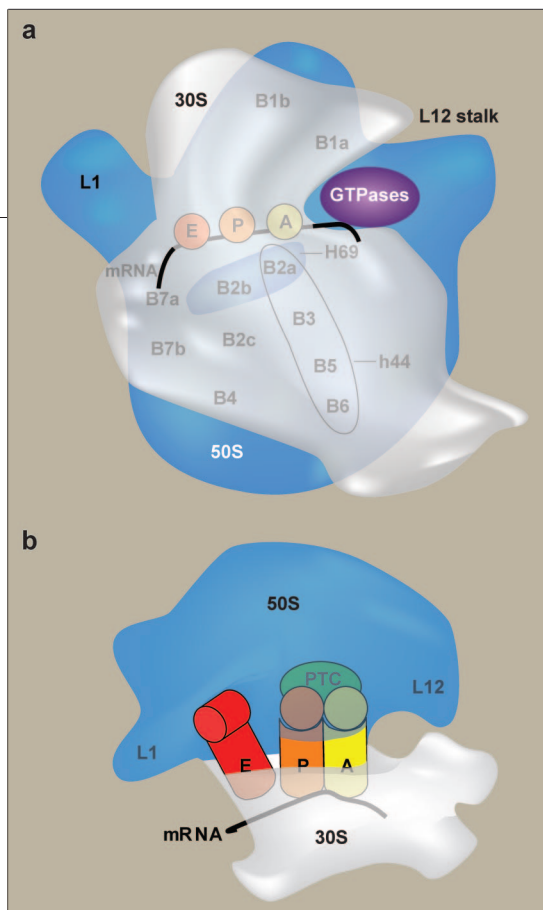 a
30S
B1b
L12 stalk
B1a
L1
GTPases
E P A
mRNA
H69
B2a
B7a
B2b
B3
B7b
B2c
h44
B5
B4
B6
50S
b
50S
PTC
L12
L1
E P A
mRNA
30S